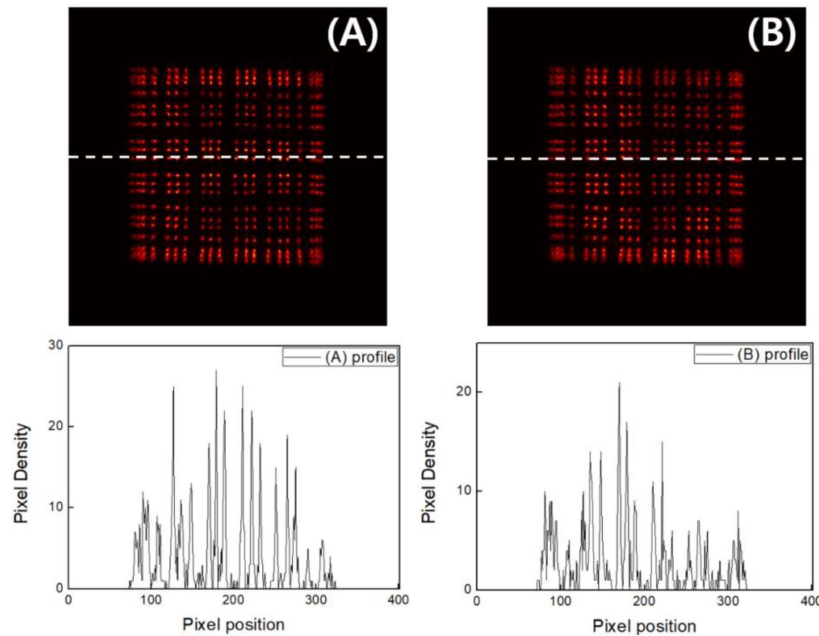 (A)
(B)
30
20
10
0
Pixel Density
(A) profile
0 100 200 300 400
Pixel position
20
10
0
Pixel Density
(B) profile
0 100 200 300 400
Pixel position